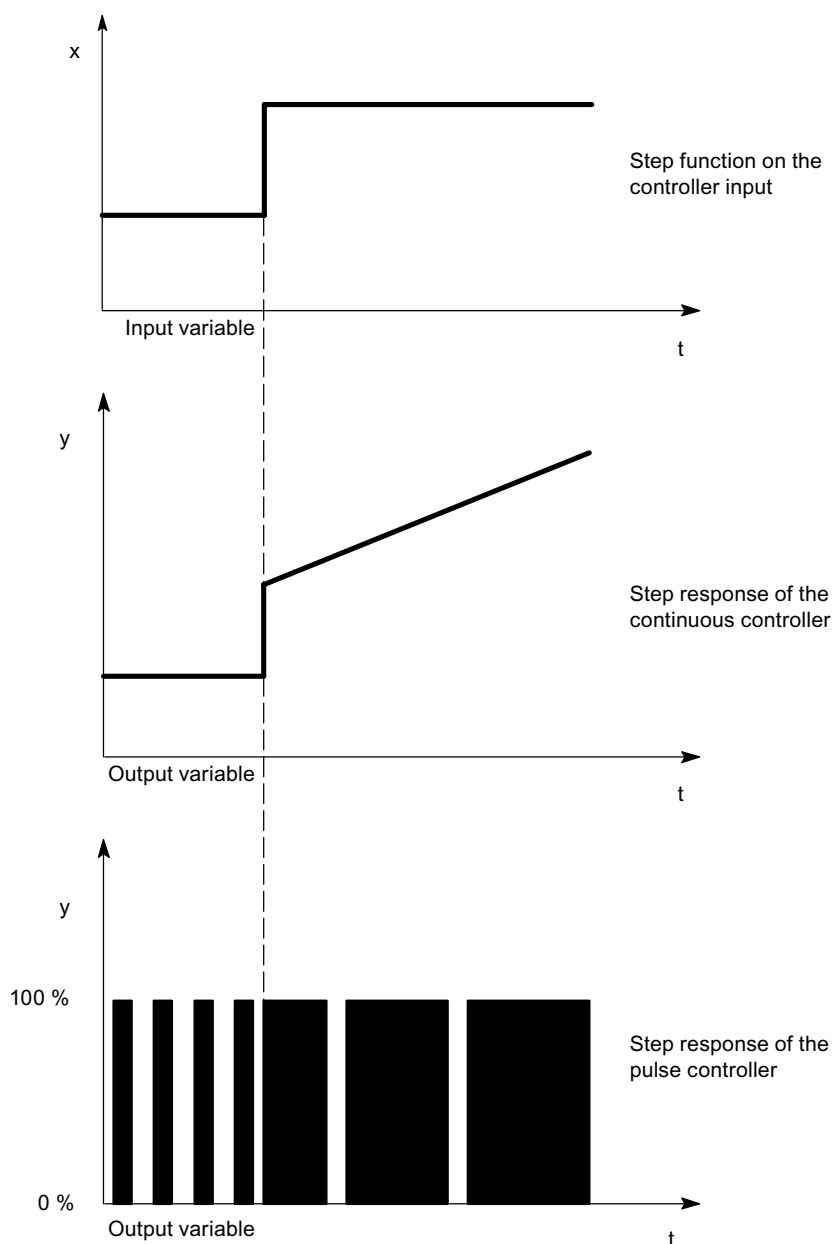 x
Step function on the
controller input
Input variable
t
y
Step response of the
continuous controller
Output variable
t
y
100 %
Step response of the
pulse controller
0 %
Output variable
t